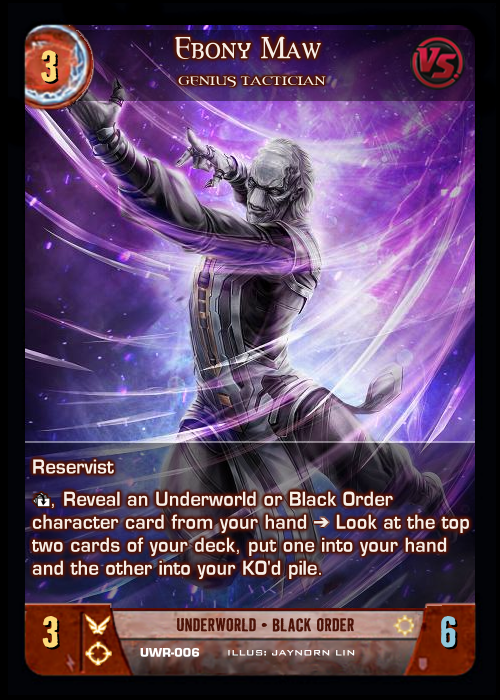 3
Ebony Maw
VS
GENIUS TACTICIAN
Reservist
, Reveal an Underworld or Black Order
character card from your hand ➔ Look at the top
two cards of your deck, put one into your hand
and the other into your KO'd pile.
3
UNDERWORLD • BLACK ORDER
6
UWR-006 ILLUS: JAYNORN LIN